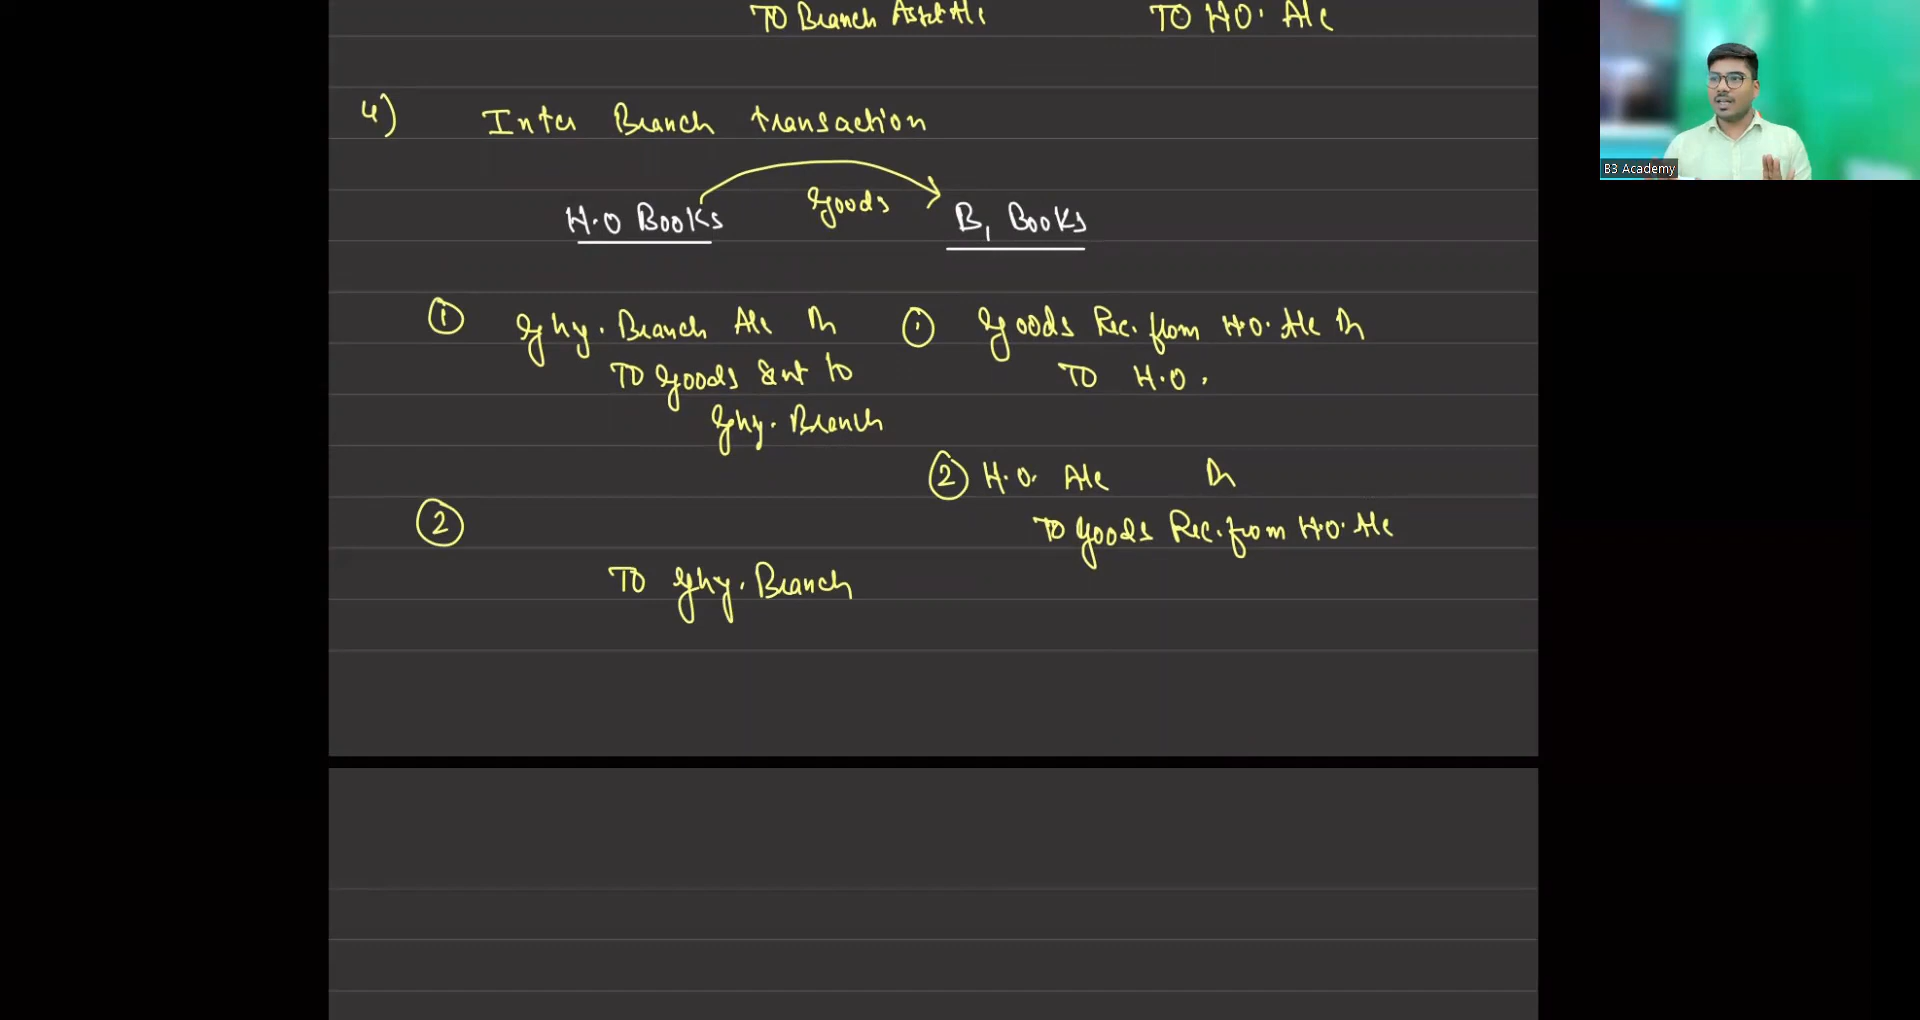 TO Branch Asset A/c TO H.O. A/c
B3 Academy
4) Inter Branch transaction
Goods
H.O Books B₁ Books
① Ghy. Branch A/c Dr ① Goods Rec. from H.O. A/c Dr
TO Goods Sent to TO H.O.
Ghy. Branch
② H.O. A/c Dr
② TO Goods Rec. from H.O. A/c
TO Ghy. Branch